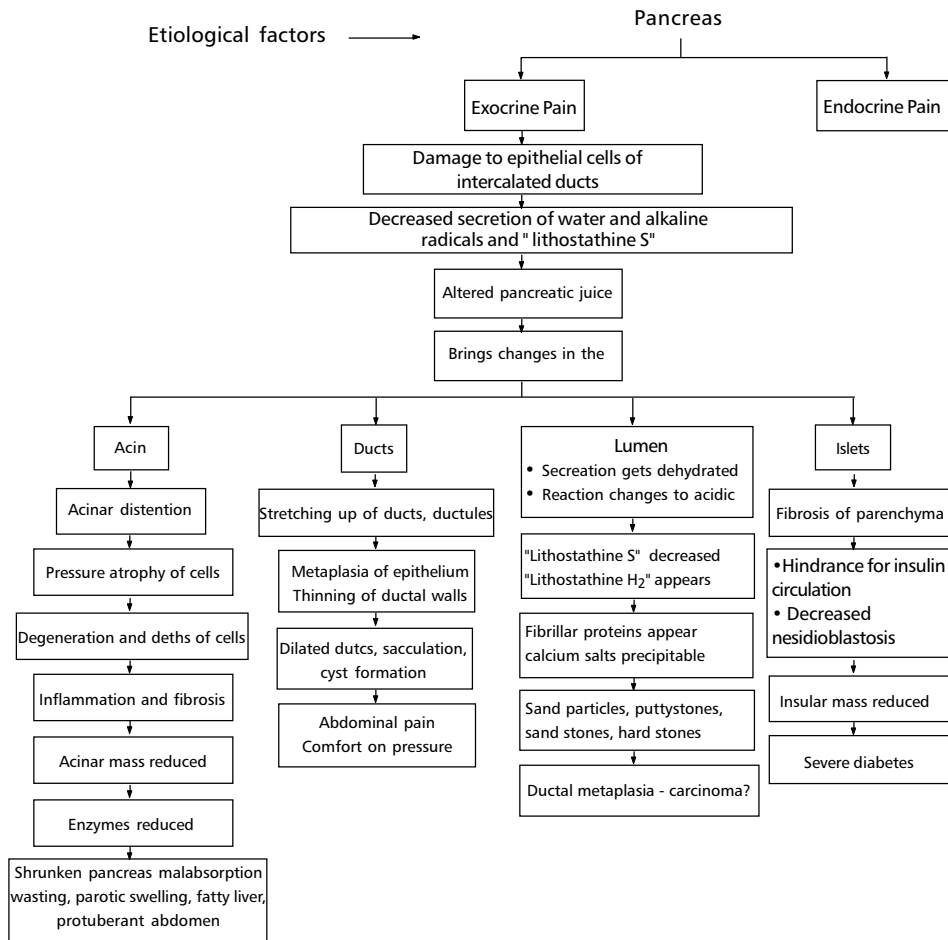 Pancreas
Etiological factors
Exocrine Pain
Endocrine Pain
Damage to epithelial cells of
intercalated ducts
Decreased secretion of water and alkaline
radicals and " lithostathine S"
Altered pancreatic juice
Brings changes in the
Acin
Acinar distention
Pressure atrophy of cells
Degeneration and deths of cells
Inflammation and fibrosis
Acinar mass reduced
Enzymes reduced
Shrunken pancreas malabsorption
wasting, parotic swelling, fatty liver,
protuberant abdomen
Ducts
Stretching up of ducts, ductules
Metaplasia of epithelium
Thinning of ductal walls
Dilated dutcs, sacculation,
cyst formation
Abdominal pain
Comfort on pressure
Lumen
• Secreation gets dehydrated
• Reaction changes to acidic
"Lithostathine S" decreased
"Lithostathine H₂" appears
Fibrillar proteins appear
calcium salts precipitable
Sand particles, puttystones,
sand stones, hard stones
Ductal metaplasia - carcinoma?
Islets
Fibrosis of parenchyma
•Hindrance for insulin
circulation
• Decreased
nesidioblastosis
Insular mass reduced
Severe diabetes